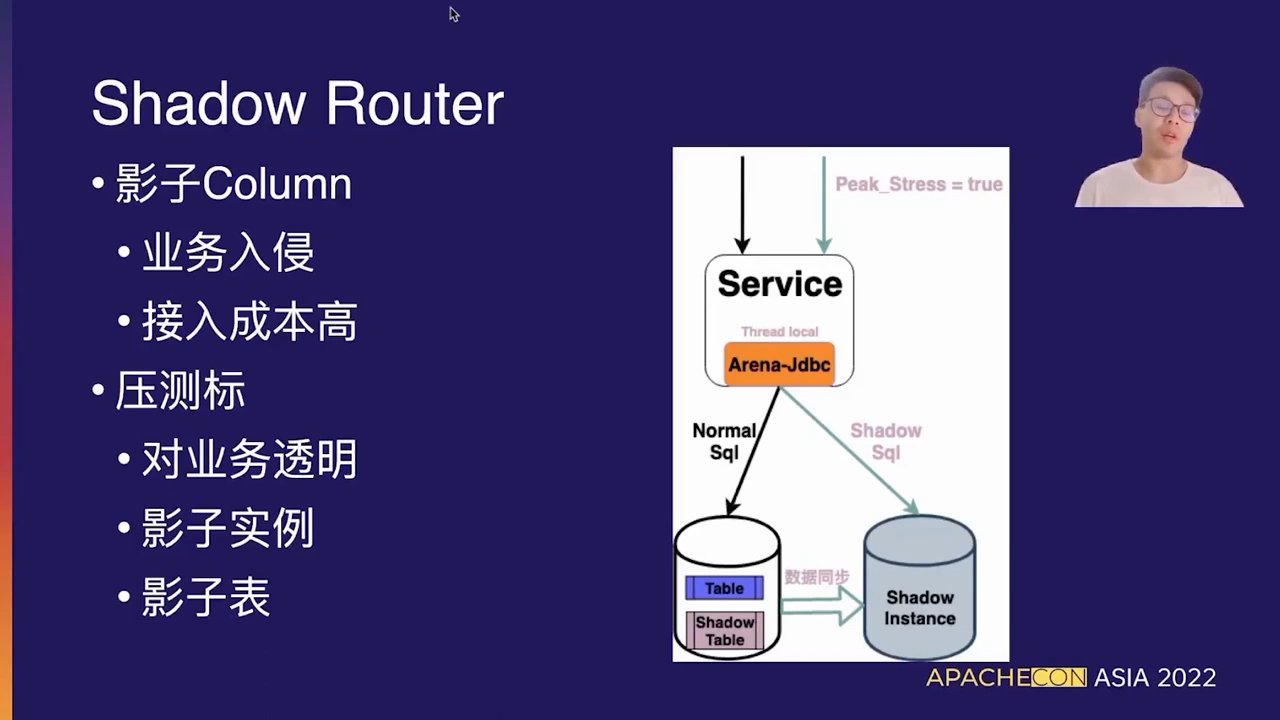 Shadow Router
• 影子Column
• 业务入侵
• 接入成本高
• 压测标
• 对业务透明
• 影子实例
• 影子表
Peak_Stress = true
Service
Thread local
Arena-Jdbc
Normal
Sql
Shadow
Sql
Table
Shadow
Table
数据同步
Shadow
Instance
APACHECON ASIA 2022